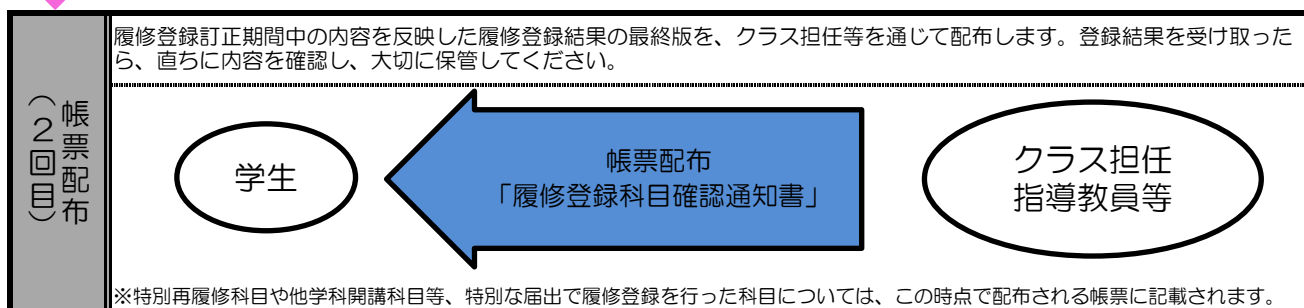 帳票配布
（２回目）
履修登録訂正期間中の内容を反映した履修登録結果の最終版を、クラス担任等を通じて配布します。登録結果を受け取った
ら、直ちに内容を確認し、大切に保管してください。
学生
帳票配布
「履修登録科目確認通知書」
クラス担任
指導教員等
※特別再履修科目や他学科開講科目等、特別な届出で履修登録を行った科目については、この時点で配布される帳票に記載されます。